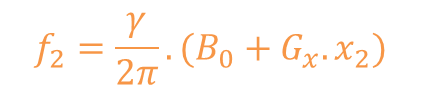 f₂ = γ/2π . (B₀ + Gₓ. x₂)